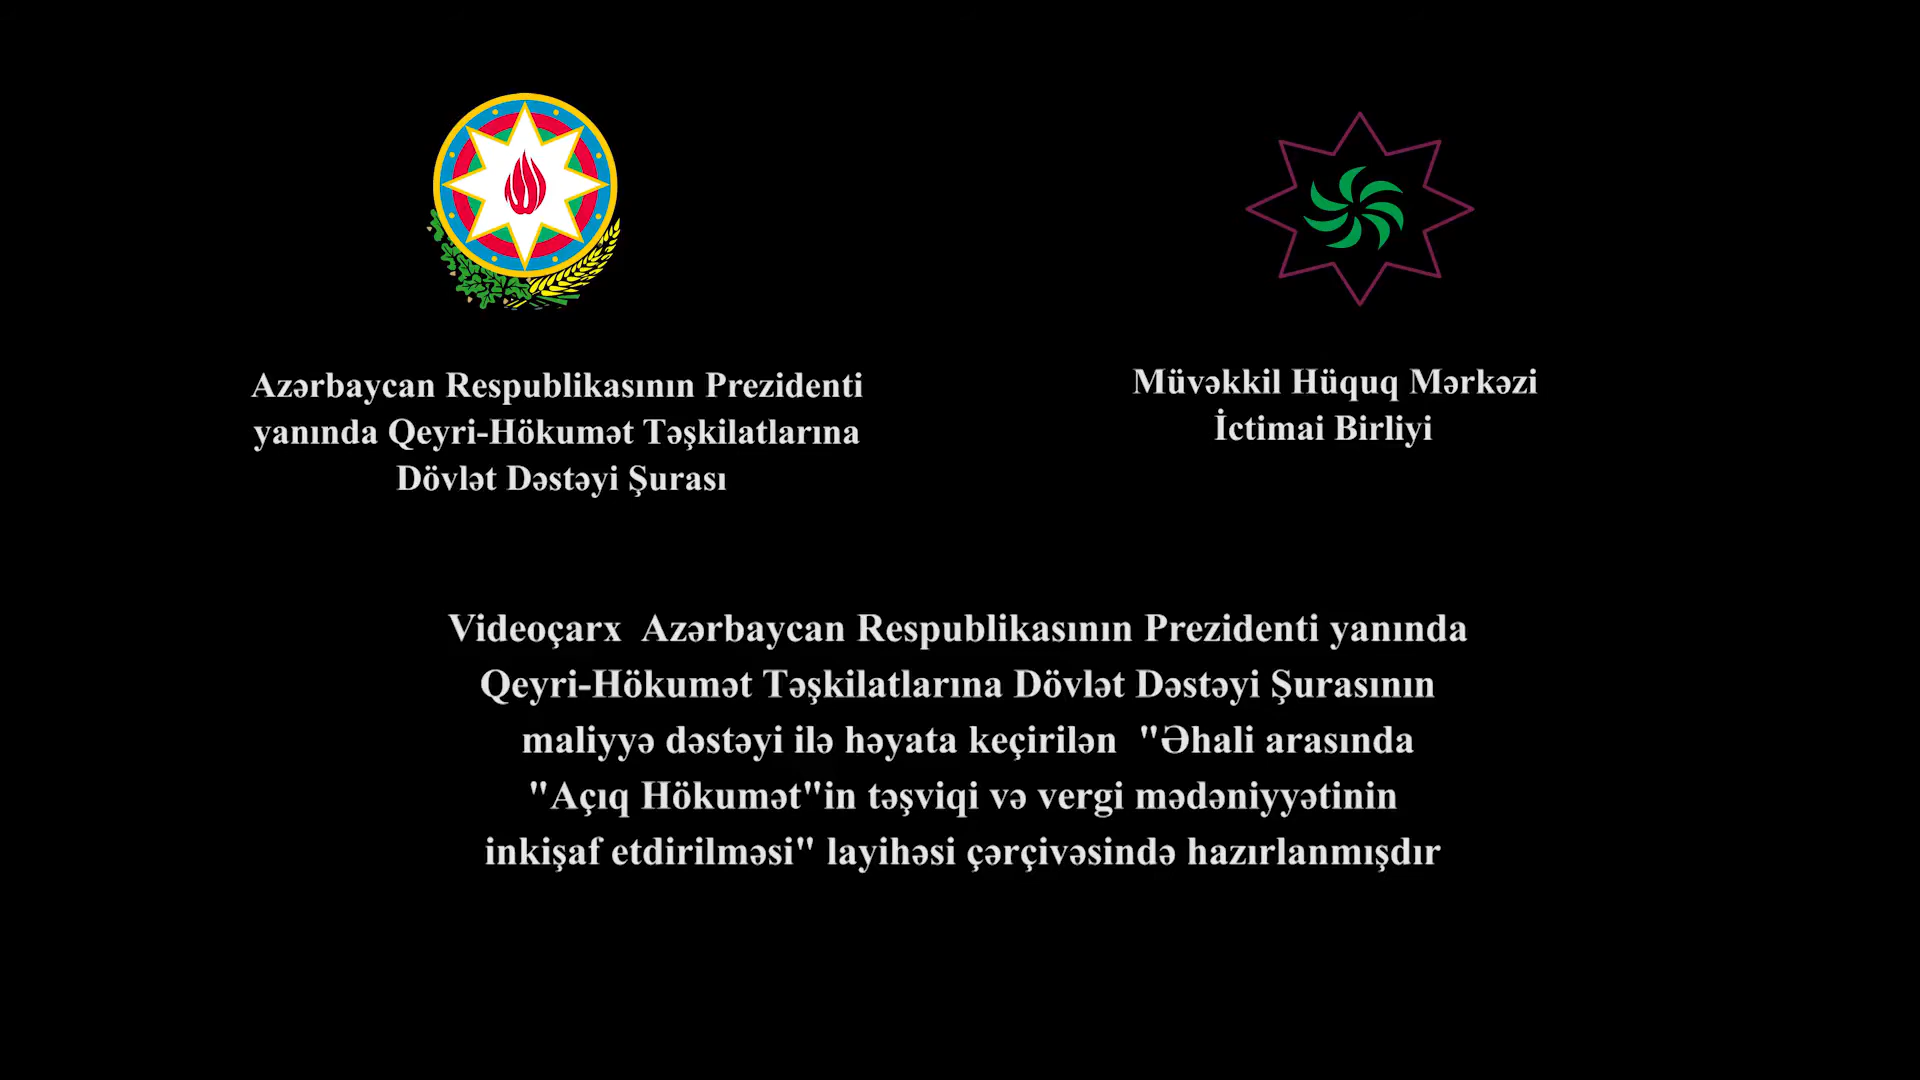 Azərbaycan Respublikasının Prezidenti
yanında Qeyri-Hökumət Təşkilatlarına
Dövlət Dəstəyi Şurası
Müvəkkil Hüquq Mərkəzi
İctimai Birliyi
Videoçarx  Azərbaycan Respublikasının Prezidenti yanında
Qeyri-Hökumət Təşkilatlarına Dövlət Dəstəyi Şurasının
maliyyə dəstəyi ilə həyata keçirilən  "Əhali arasında
"Açıq Hökumət"in təşviqi və vergi mədəniyyətinin
inkişaf etdirilməsi" layihəsi çərçivəsində hazırlanmışdır